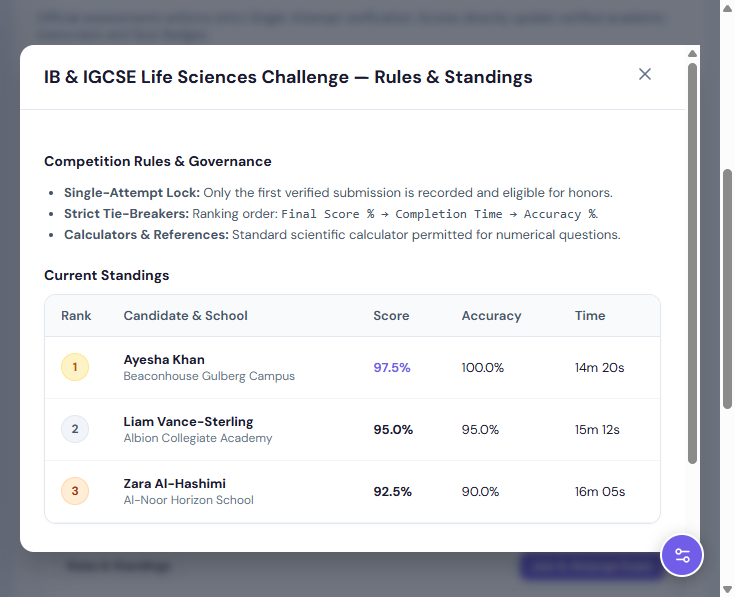 IB & IGCSE Life Sciences Challenge — Rules & Standings
Competition Rules & Governance
• Single-Attempt Lock: Only the first verified submission is recorded and eligible for honors.
• Strict Tie-Breakers: Ranking order: Final Score % → Completion Time → Accuracy %.
• Calculators & References: Standard scientific calculator permitted for numerical questions.
Current Standings
Rank Candidate & School Score Accuracy Time
1 Ayesha Khan 97.5% 100.0% 14m 20s
Beaconhouse Gulberg Campus
2 Liam Vance-Sterling 95.0% 95.0% 15m 12s
Albion Collegiate Academy
3 Zara Al-Hashimi 92.5% 90.0% 16m 05s
Al-Noor Horizon School